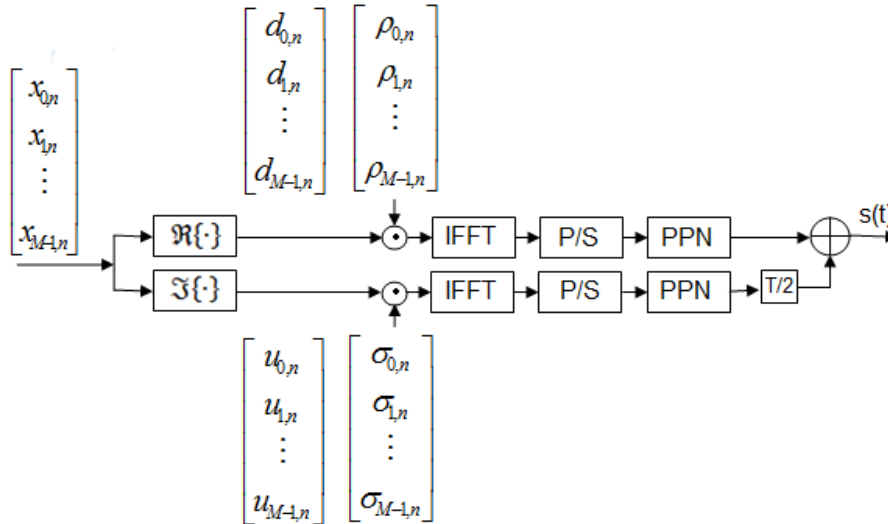 x0,n
x1,n
⋮
xM−1,n
d0,n
d1,n
⋮
dM−1,n
ρ0,n
ρ1,n
⋮
ρM−1,n
ℜ{·}
IFFT
P/S
PPN
s(t)
ℑ{·}
IFFT
P/S
PPN
T/2
u0,n
u1,n
⋮
uM−1,n
σ0,n
σ1,n
⋮
σM−1,n